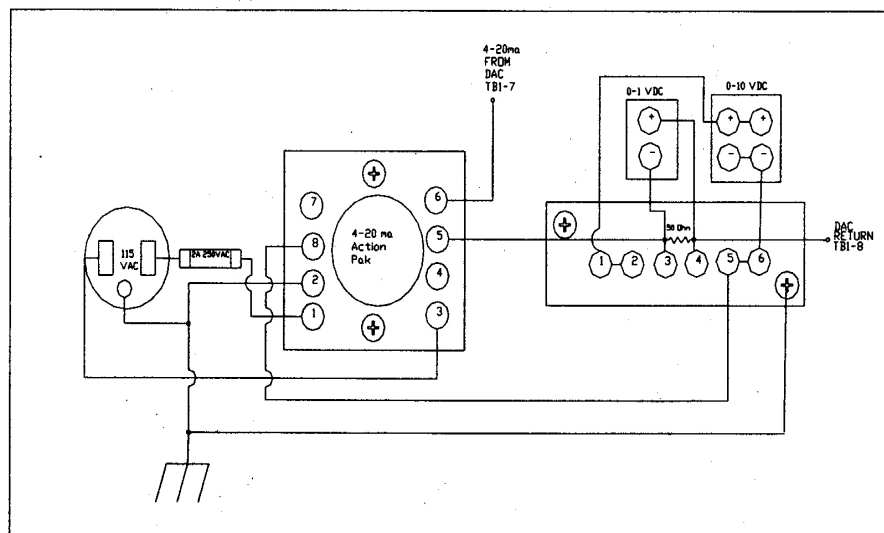 4-20ma
FROM
DAC
TB1-7
0-1 VDC
0-10 VDC
+
-
+ +
- -
115
VAC
2A 250VAC
7
8
2
1
4-20 ma
Action
Pak
6
5
4
3
50 Ohm
1 2 3 4 5 6
DAC
RETURN
TB1-8